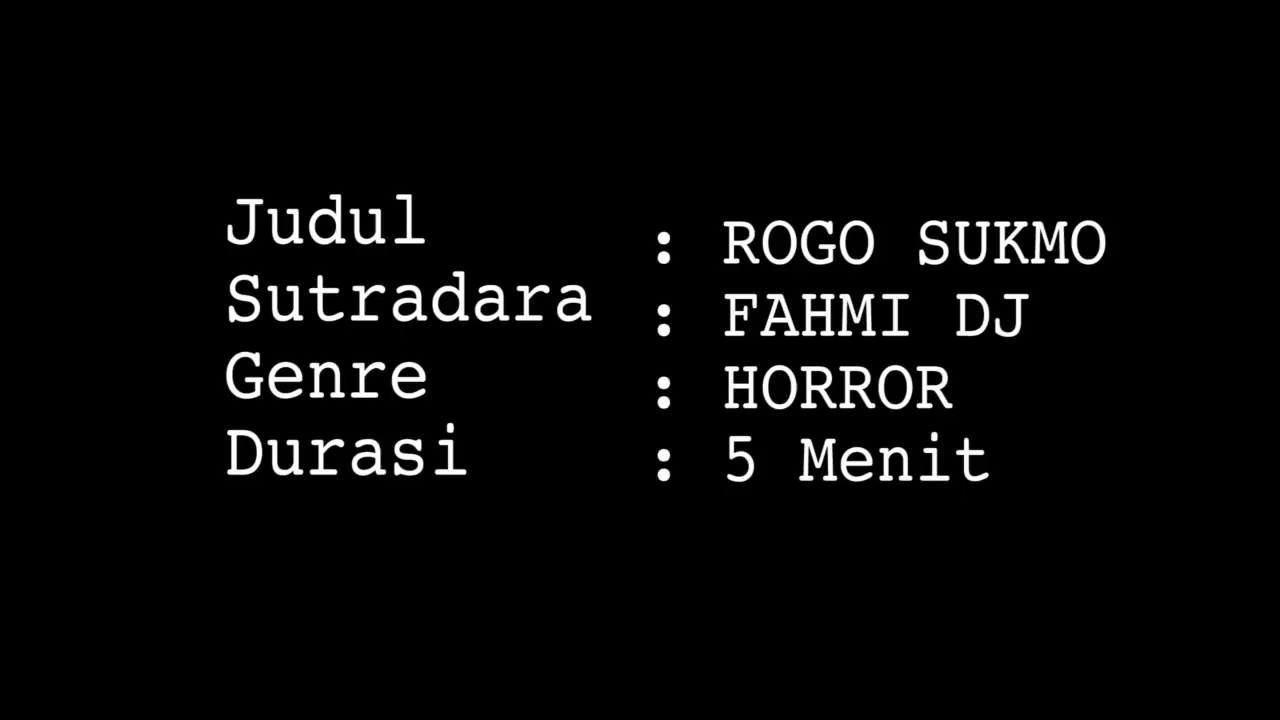 Judul : ROGO SUKMO
Sutradara : FAHMI DJ
Genre : HORROR
Durasi : 5 Menit